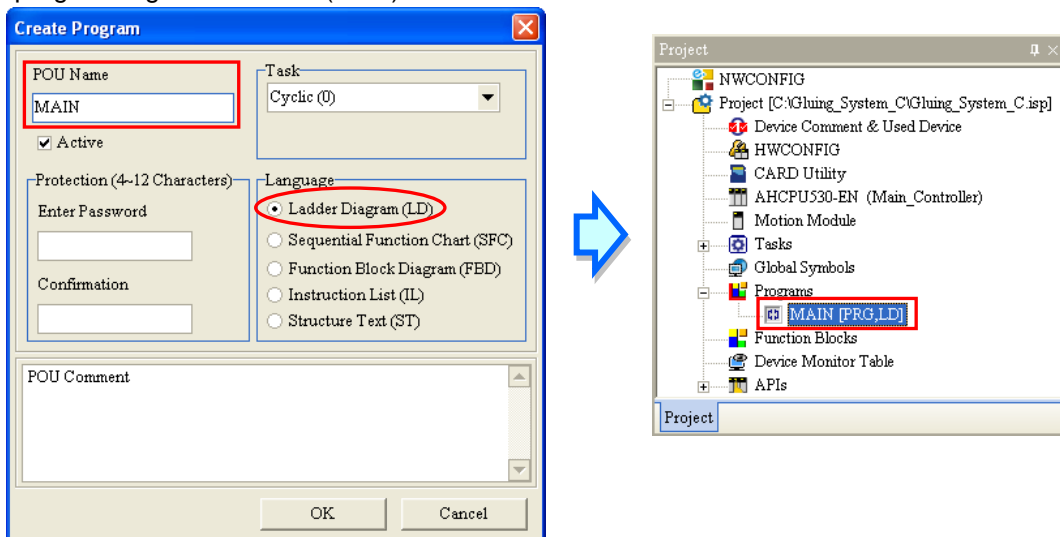 Create Program
POU Name
MAIN
Active
Task
Cyclic (0)
Protection (4~12 Characters)
Enter Password
Confirmation
Language
Ladder Diagram (LD)
Sequential Function Chart (SFC)
Function Block Diagram (FBD)
Instruction List (IL)
Structure Text (ST)
POU Comment
OK
Cancel
Project
NWCONFIG
Project [C:\Gluing_System_C\Gluing_System_C.isp]
Device Comment & Used Device
HWCONFIG
CARD Utility
AHCPU530-EN (Main_Controller)
Motion Module
Tasks
Global Symbols
Programs
MAIN [PRG,LD]
Function Blocks
Device Monitor Table
APIs
Project